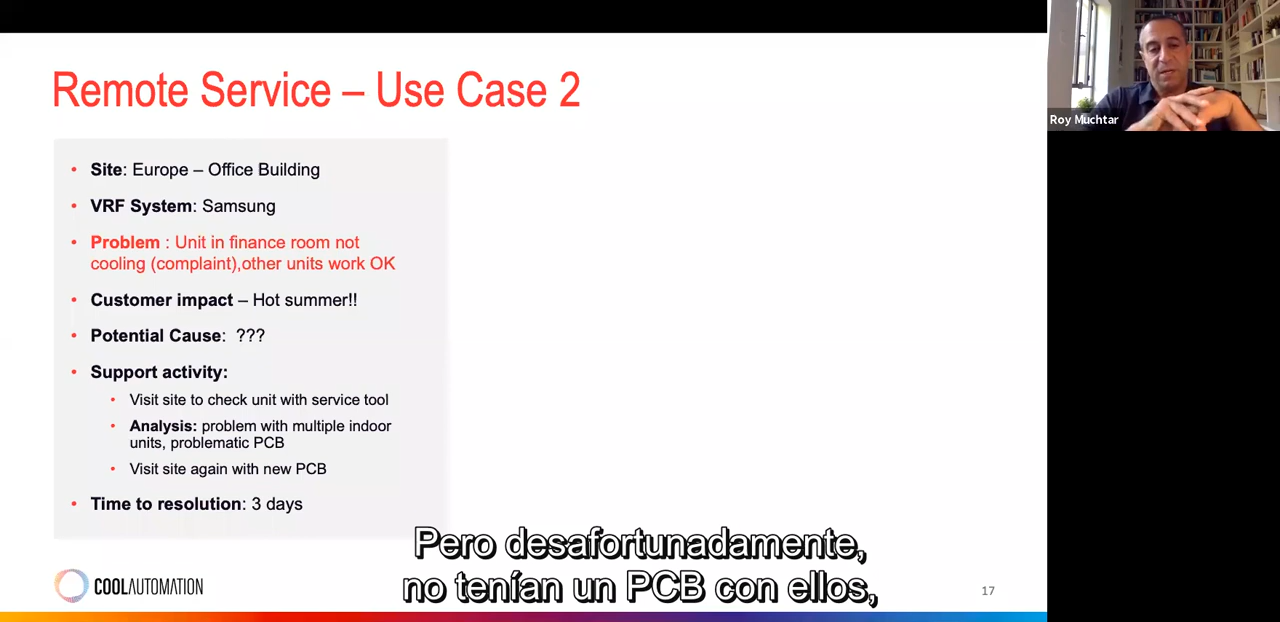 Remote Service – Use Case 2
Roy Muchtar
• Site: Europe – Office Building
• VRF System: Samsung
• Problem : Unit in finance room not
cooling (complaint),other units work OK
• Customer impact – Hot summer!!
• Potential Cause: ???
• Support activity:
• Visit site to check unit with service tool
• Analysis: problem with multiple indoor
units, problematic PCB
• Visit site again with new PCB
• Time to resolution: 3 days
Pero desafortunadamente,
no tenían un PCB con ellos,
COOLAUTOMATION
17